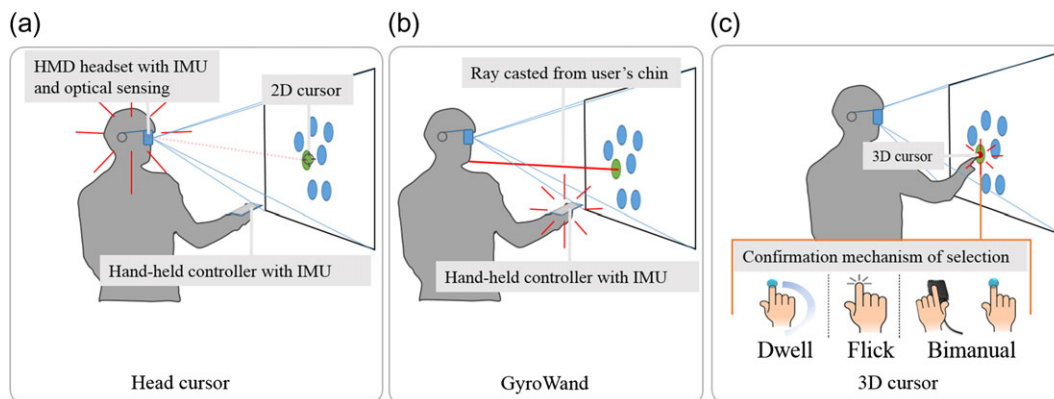 (a)
HMD headset with IMU
and optical sensing
2D cursor
Hand-held controller with IMU
Head cursor
(b)
Ray casted from user's chin
Hand-held controller with IMU
GyroWand
(c)
3D cursor
Confirmation mechanism of selection
Dwell
Flick
Bimanual
3D cursor